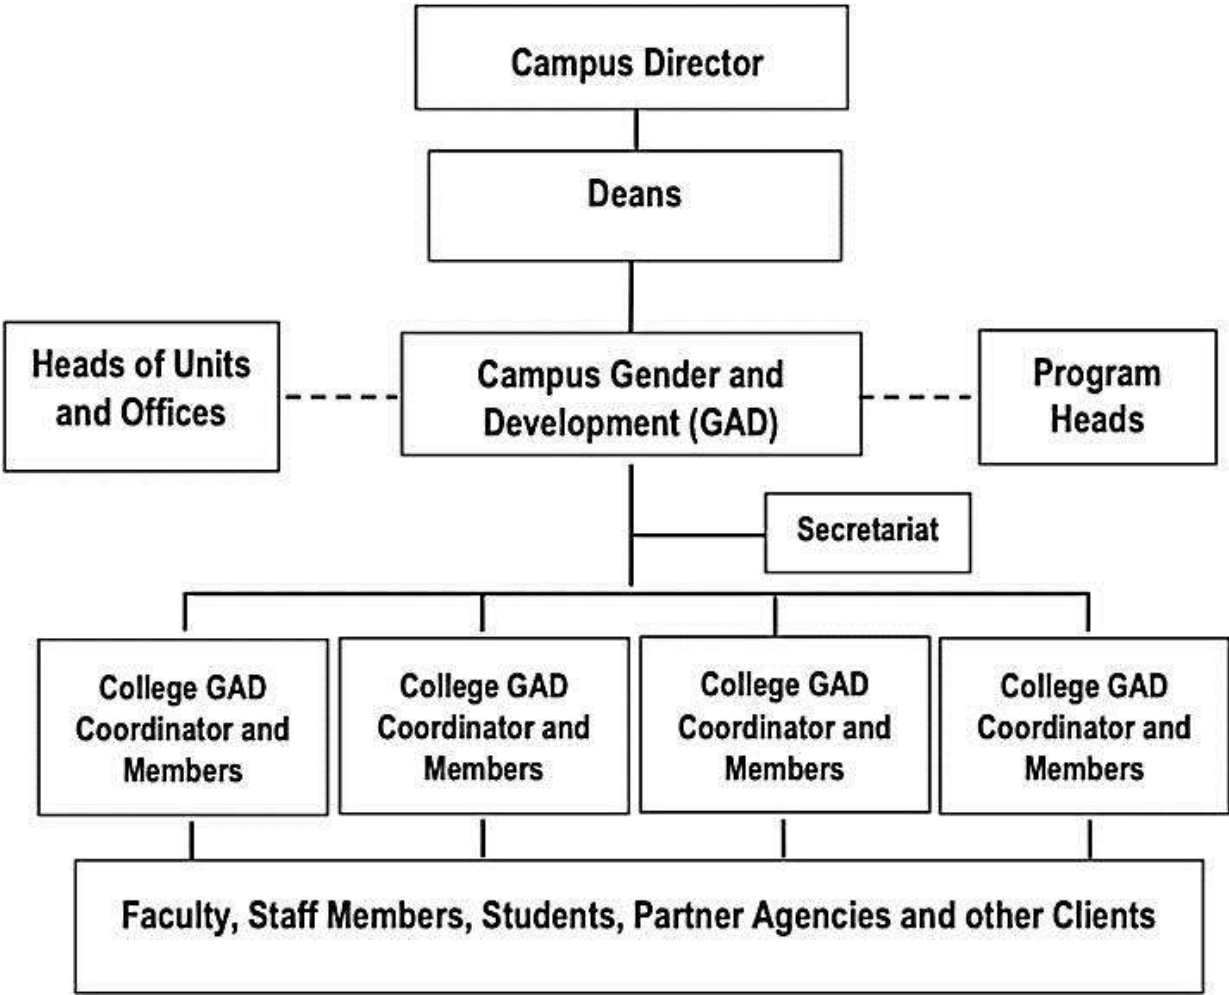 Campus Director
Deans
Heads of Units
and Offices
Campus Gender and
Development (GAD)
Program
Heads
Secretariat
College GAD
Coordinator and
Members
College GAD
Coordinator and
Members
College GAD
Coordinator and
Members
College GAD
Coordinator and
Members
Faculty, Staff Members, Students, Partner Agencies and other Clients